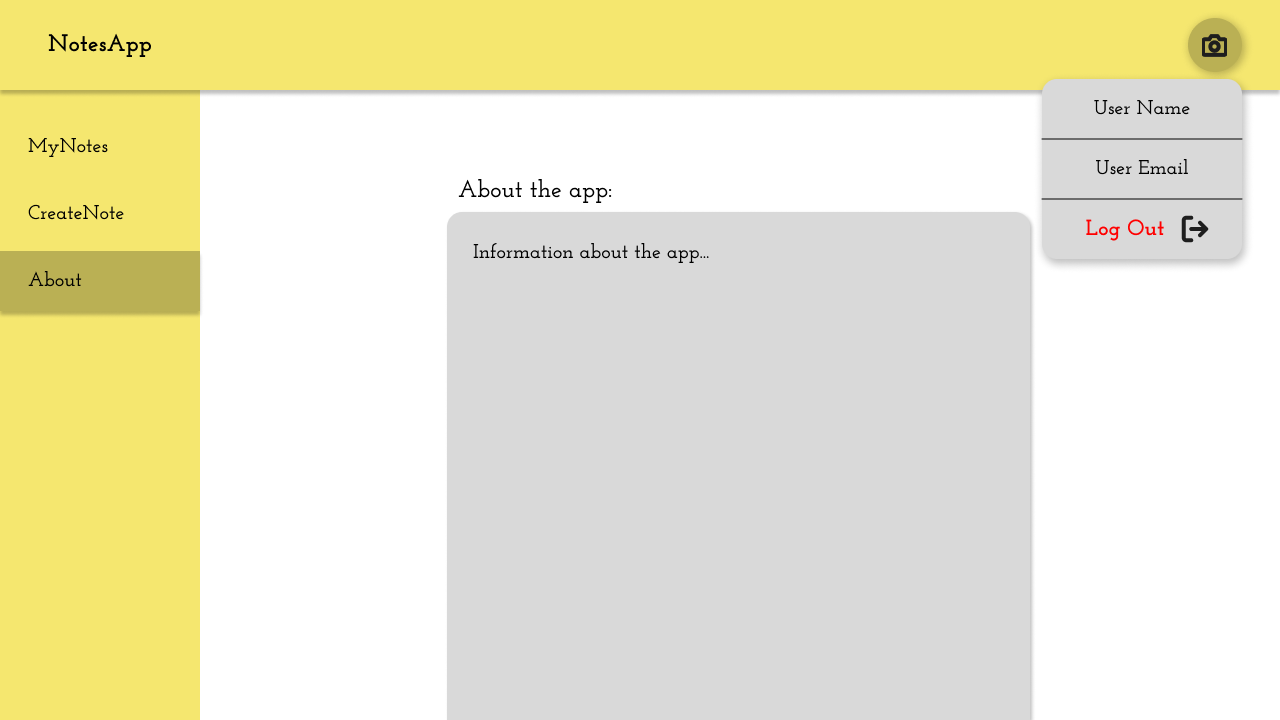 NotesApp
User Name
User Email
Log Out
MyNotes
CreateNote
About
About the app:
Information about the app...